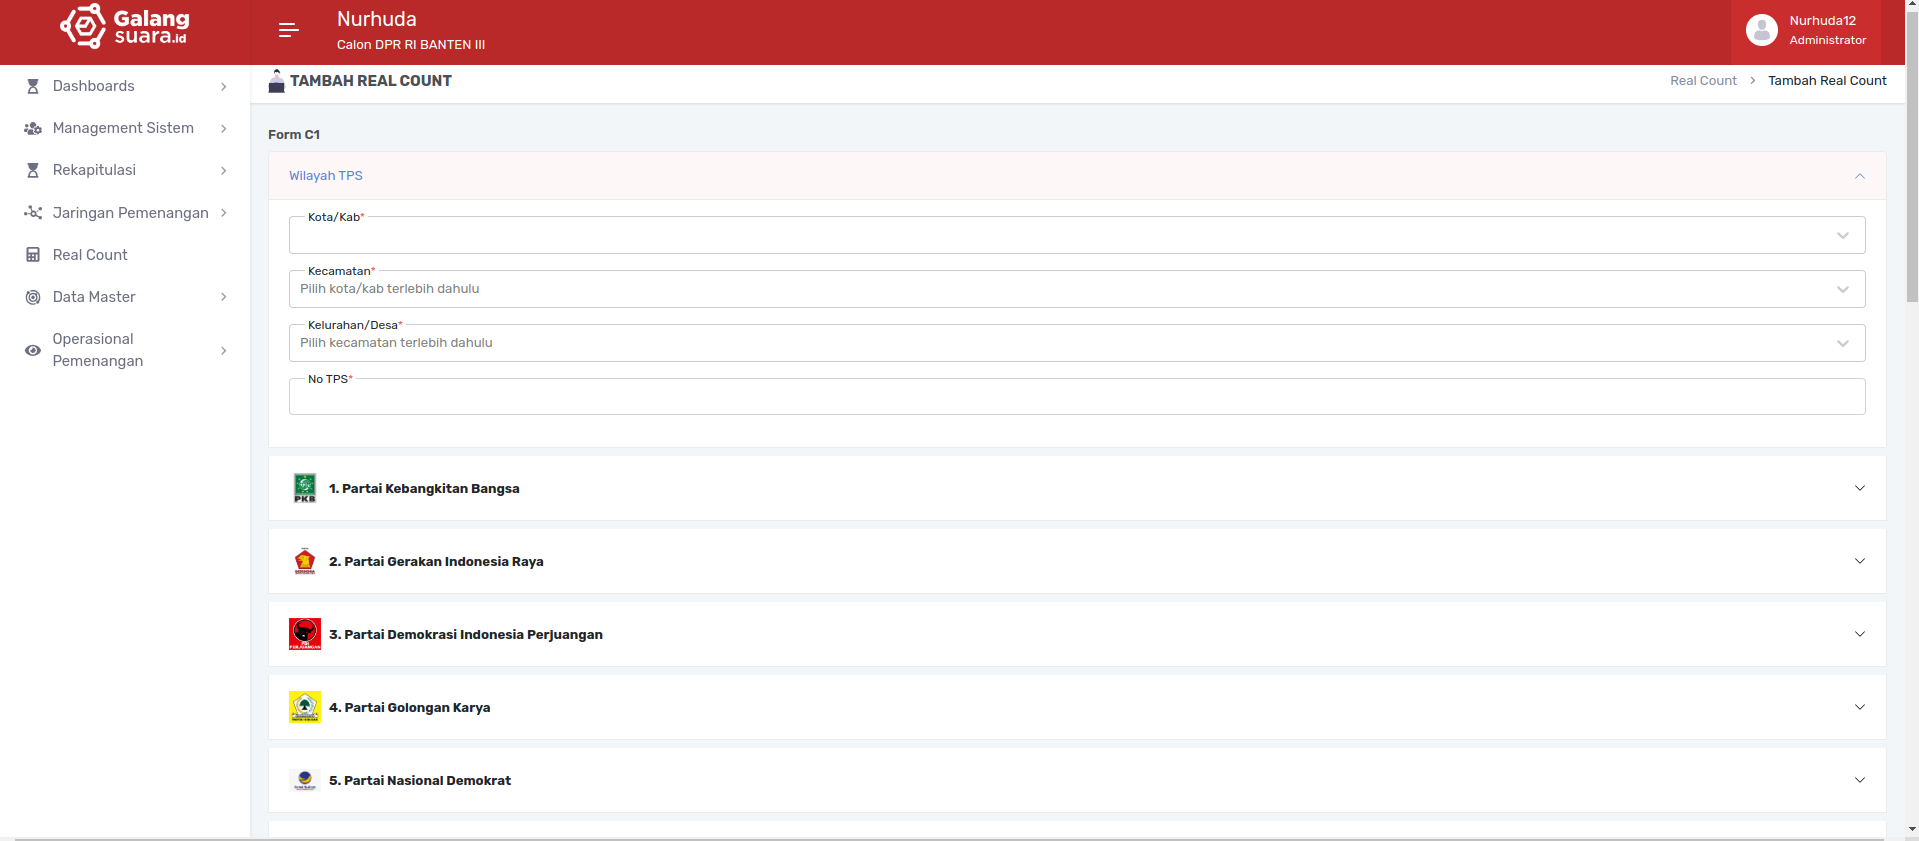 Galang
suara.id
Nurhuda
Calon DPR RI BANTEN III
Nurhuda12
Administrator
Dashboards
Management Sistem
Rekapitulasi
Jaringan Pemenangan
Real Count
Data Master
Operasional
Pemenangan
TAMBAH REAL COUNT
Real Count > Tambah Real Count
Form C1
Wilayah TPS
Kota/Kab*
Kecamatan*
Pilih kota/kab terlebih dahulu
Kelurahan/Desa*
Pilih kecamatan terlebih dahulu
No TPS*
PKB
1. Partai Kebangkitan Bangsa
2. Partai Gerakan Indonesia Raya
3. Partai Demokrasi Indonesia Perjuangan
4. Partai Golongan Karya
5. Partai Nasional Demokrat